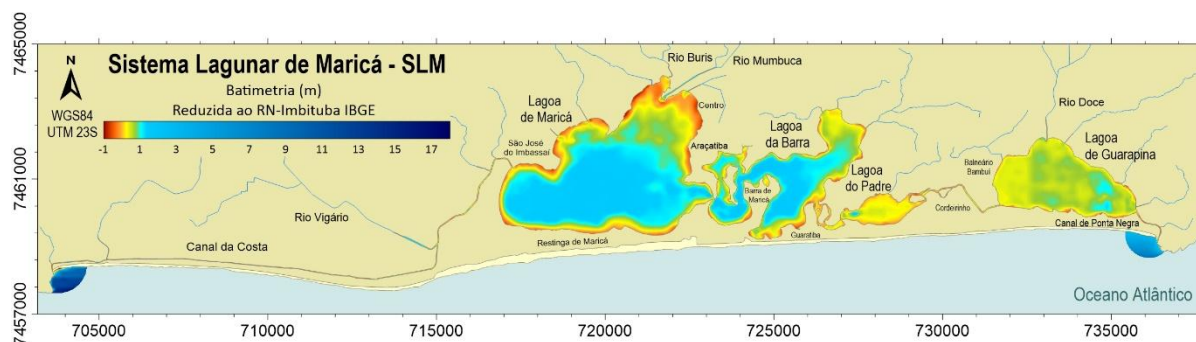 7465000
7461000
7457000
N
WGS84
UTM 23S
Sistema Lagunar de Maricá - SLM
Batimetria (m)
Reduzida ao RN-Imbituba IBGE
-1 1 3 5 7 9 11 13 15 17
Rio Buris
Rio Mumbuca
Centro
Lagoa
de Maricá
São José
do Imbassaí
Araçatiba
Lagoa
da Barra
Barra de
Maricá
Lagoa
do Padre
Rio Doce
Lagoa
de Guarapina
Balneário
Bambuí
Cordeirinho
Canal de Ponta Negra
Guaratiba
Restinga de Maricá
Rio Vigário
Canal da Costa
Oceano Atlântico
705000 710000 715000 720000 725000 730000 735000